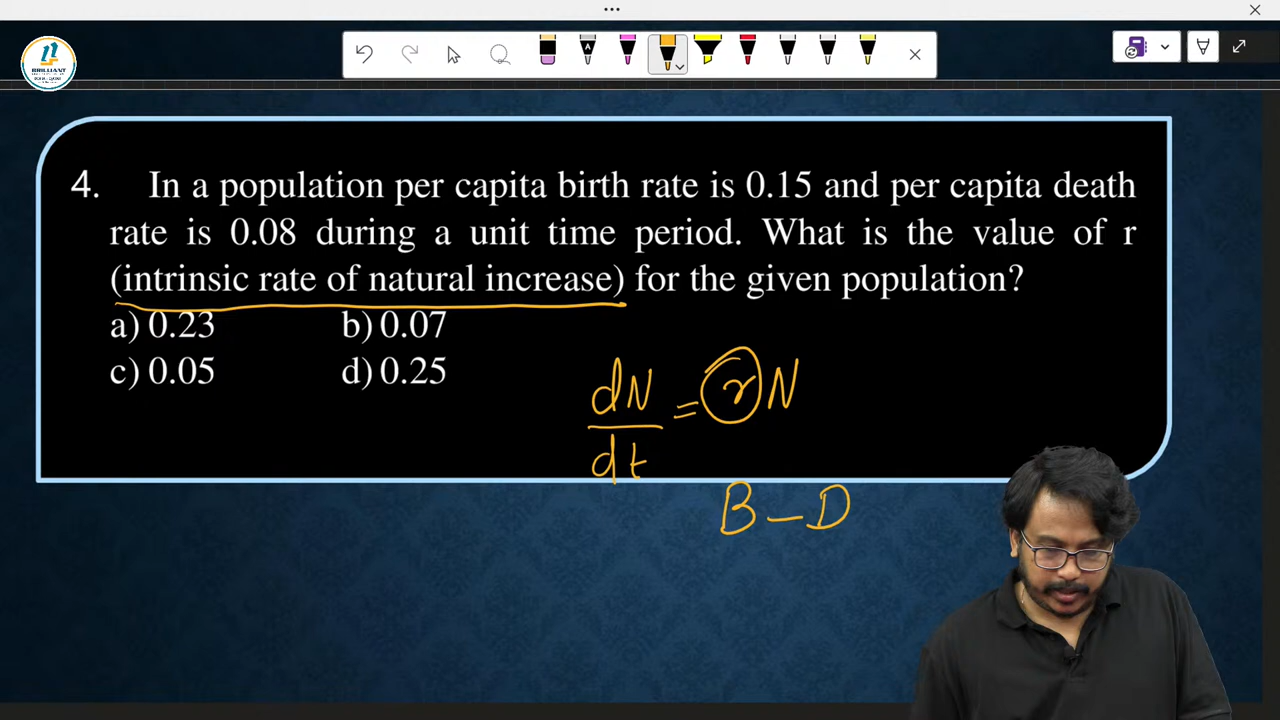 BRILLIANT
4. In a population per capita birth rate is 0.15 and per capita death
rate is 0.08 during a unit time period. What is the value of r
(intrinsic rate of natural increase) for the given population?
a) 0.23 b) 0.07
c) 0.05 d) 0.25
dN/dt = rN
B - D